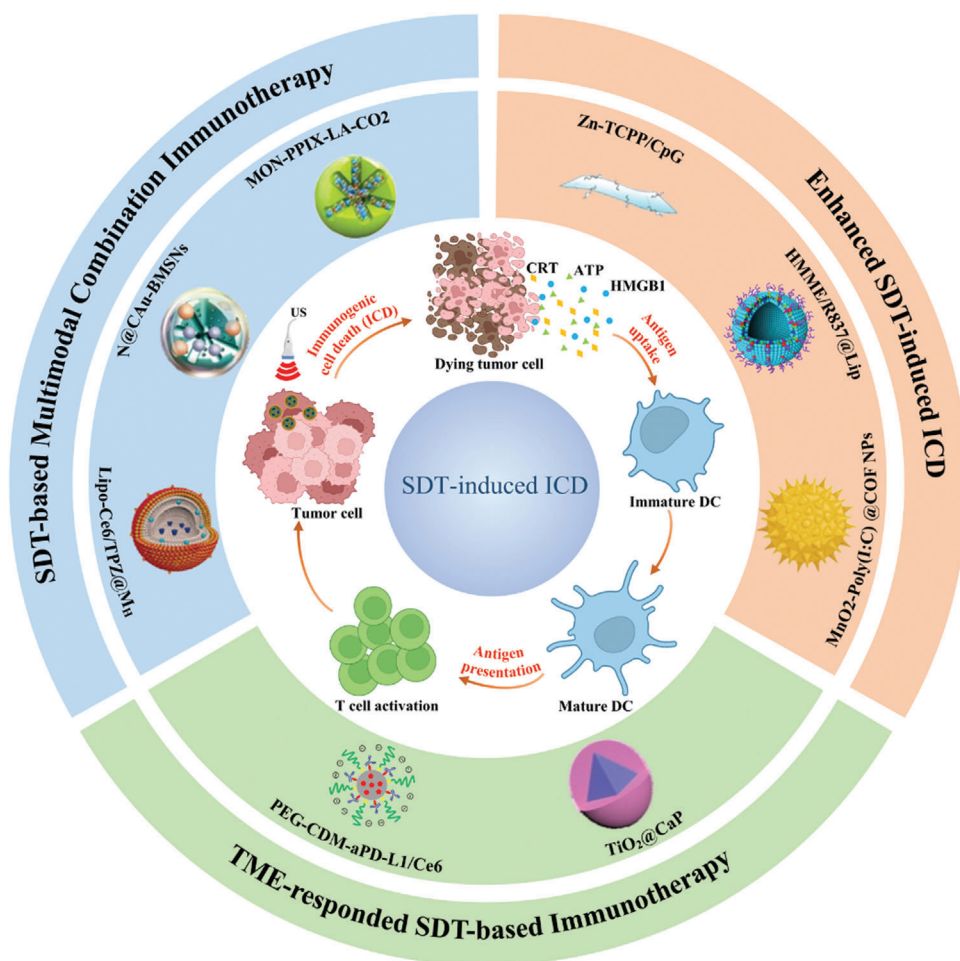 SDT-based Multimodal Combination Immunotherapy
MON-PPIX-LA-CO2
N@CAu-BMSNs
Lipo-Ce6/TPZ@MH
Enhanced SDT-induced ICD
Zn-TCPP/CpG
HMME/R837@Lip
MnO2-Poly(I:C) @COF NPs
TME-responded SDT-based Immunotherapy
PEG-CDM-aPD-L1/Ce6
TiO₂@CaP
US
Immunogenic
cell death (ICD)
CRT
ATP
HMGB1
Dying tumor cell
Antigen
uptake
Immature DC
Mature DC
Antigen
presentation
T cell activation
Tumor cell
SDT-induced ICD